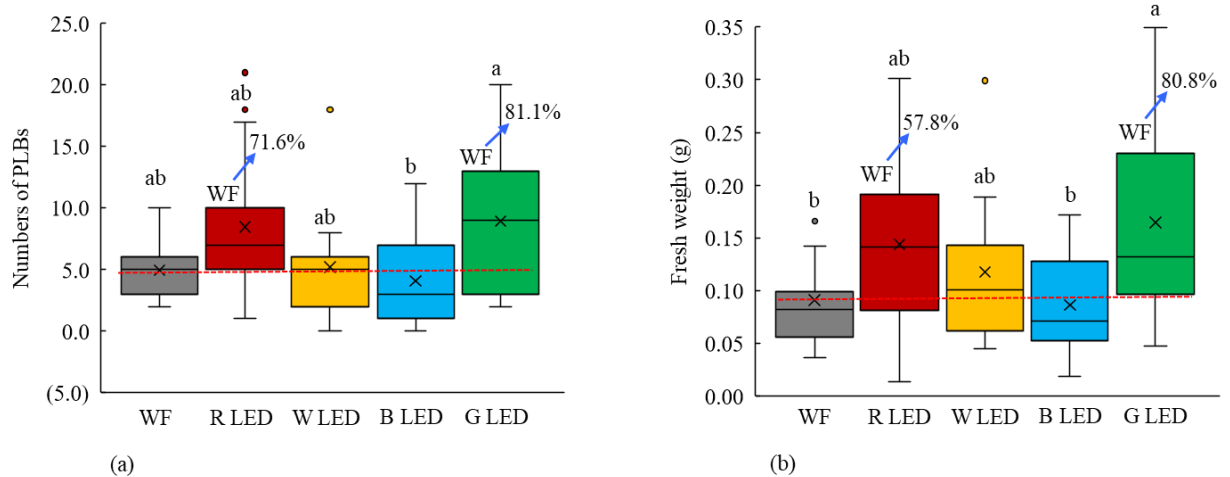 25.0
20.0
15.0
10.0
5.0
0.0
(5.0)
Numbers of PLBs
ab
ab
WF
71.6%
ab
b
a
WF
81.1%
WF
R LED
W LED
B LED
G LED
(a)
0.35
0.30
0.25
0.20
0.15
0.10
0.05
0.00
Fresh weight (g)
b
ab
WF
57.8%
ab
b
a
WF
80.8%
WF
R LED
W LED
B LED
G LED
(b)